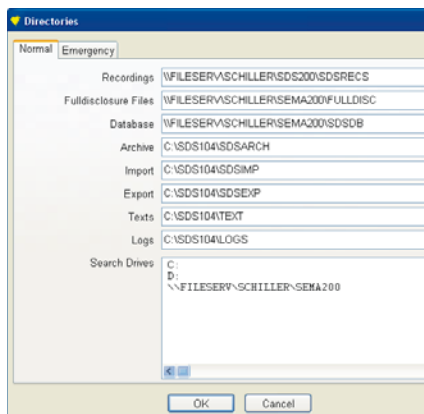 Directories
Normal Emergency
Recordings \\FILESERV\SCHILLER\SDS200\SDSRECS
Fulldisclosure Files \\FILESERV\SCHILLER\SEMA200\FULLDISC
Database \\FILESERV\SCHILLER\SEMA200\SDSDB
Archive C:\SDS104\SDSARCH
Import C:\SDS104\SDSIMP
Export C:\SDS104\SDSEXP
Texts C:\SDS104\TEXT
Logs C:\SDS104\LOGS
Search Drives C:
D:
\\FILESERV\SCHILLER\SEMA200
OK Cancel